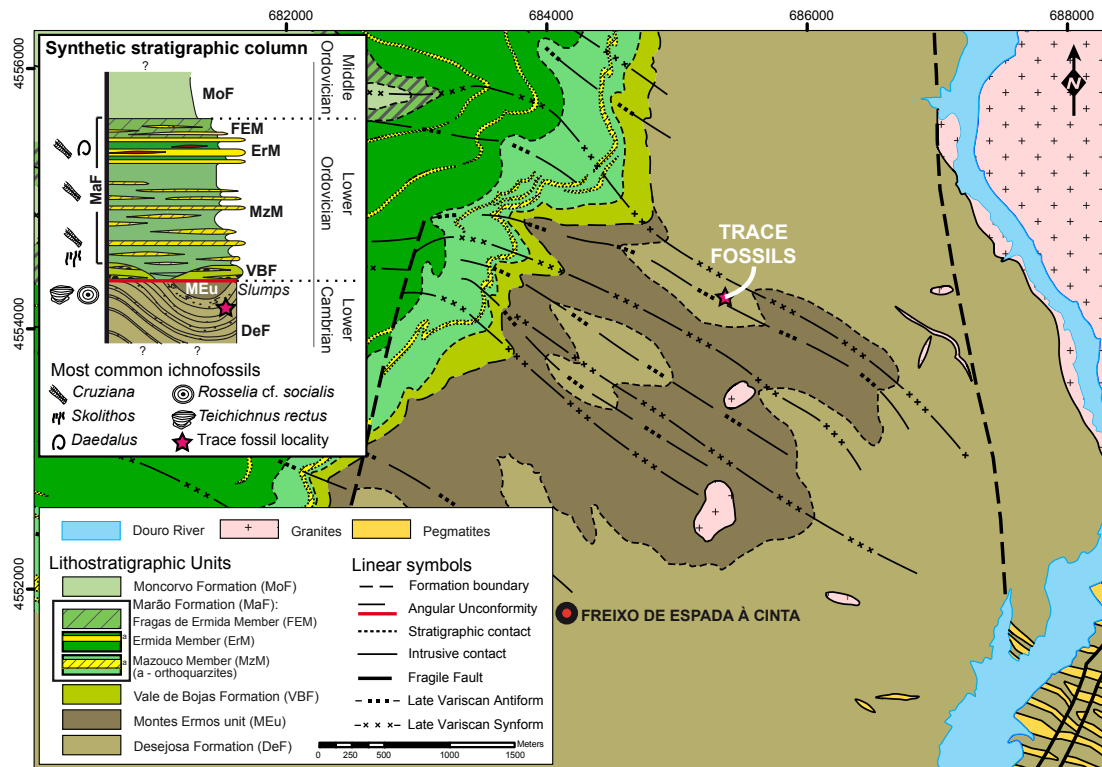 682000
684000
686000
688000
4556000
4554000
4552000
Synthetic stratigraphic column
?
MoF
FEM
ErM
MaF
MzM
VBF
MEu
Slumps
DeF
?
?
Middle
Ordovician
Lower
Ordovician
Lower
Cambrian
Most common ichnofossils
Cruziana
Rosselia cf. socialis
Skolithos
Teichichnus rectus
Daedalus
Trace fossil locality
N
TRACE
FOSSILS
FREIXO DE ESPADA À CINTA
Douro River
Granites
Pegmatites
Lithostratigraphic Units
Moncorvo Formation (MoF)
Marão Formation (MaF):
Fragas de Ermida Member (FEM)
a
Ermida Member (ErM)
a
Mazouco Member (MzM)
(a - orthoquarzites)
Vale de Bojas Formation (VBF)
Montes Ermos unit (MEu)
Desejosa Formation (DeF)
Linear symbols
Formation boundary
Angular Unconformity
Stratigraphic contact
Intrusive contact
Fragile Fault
Late Variscan Antiform
Late Variscan Synform
0 250 500 1000 1500 Meters